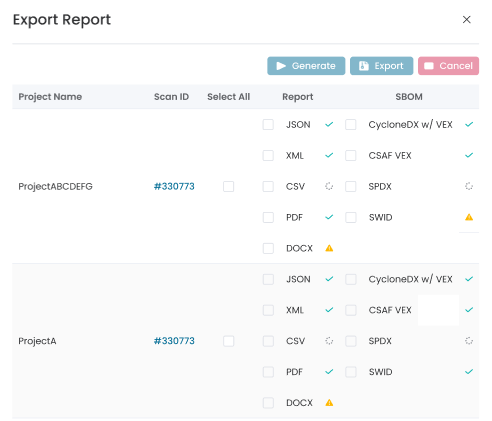 Export Report
Generate Export Cancel
Project Name Scan ID Select All Report SBOM
JSON CycloneDX w/ VEX
XML CSAF VEX
ProjectABCDEFG #330773 CSV SPDX
PDF SWID
DOCX
JSON CycloneDX w/ VEX
XML CSAF VEX
ProjectA #330773 CSV SPDX
PDF SWID
DOCX